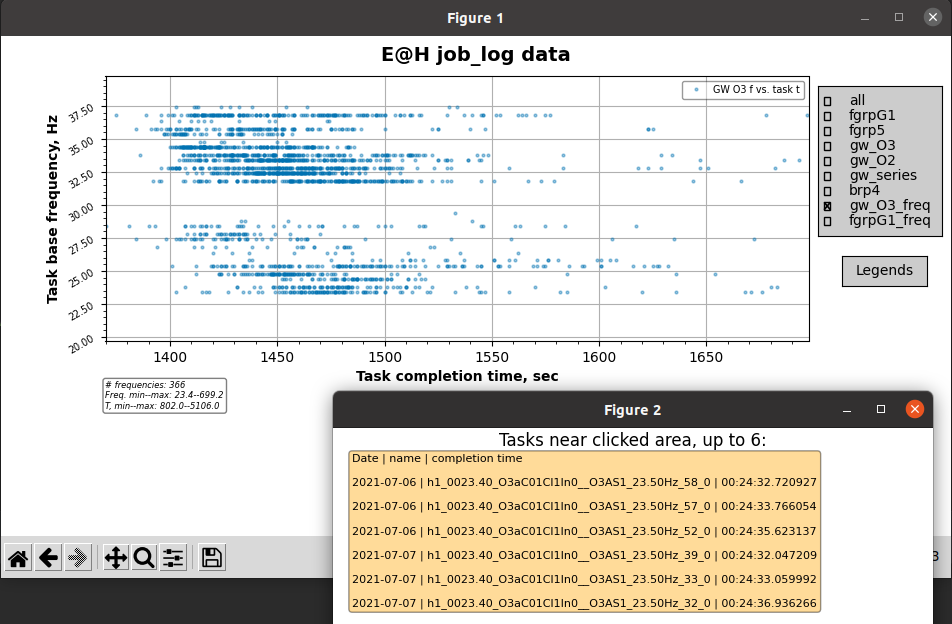 Figure 1
E@H job_log data
GW O3 f vs. task t
Task base frequency, Hz
37.50
35.00
32.50
30.00
27.50
25.00
22.50
20.00
1400 1450 1500 1550 1600 1650
Task completion time, sec
all
fgrpG1
fgrp5
gw_O3
gw_O2
gw_series
brp4
gw_O3_freq
fgrpG1_freq
Legends
# frequencies: 366
Freq. min--max: 23.4--699.2
T, min--max: 802.0--5106.0
Figure 2
Tasks near clicked area, up to 6:
Date | name | completion time
2021-07-06 | h1_0023.40_O3aC01Cl1In0__O3AS1_23.50Hz_58_0 | 00:24:32.720927
2021-07-06 | h1_0023.40_O3aC01Cl1In0__O3AS1_23.50Hz_57_0 | 00:24:33.766054
2021-07-06 | h1_0023.40_O3aC01Cl1In0__O3AS1_23.50Hz_52_0 | 00:24:35.623137
2021-07-07 | h1_0023.40_O3aC01Cl1In0__O3AS1_23.50Hz_39_0 | 00:24:32.047209
2021-07-07 | h1_0023.40_O3aC01Cl1In0__O3AS1_23.50Hz_33_0 | 00:24:33.059992
2021-07-07 | h1_0023.40_O3aC01Cl1In0__O3AS1_23.50Hz_32_0 | 00:24:36.936266
3